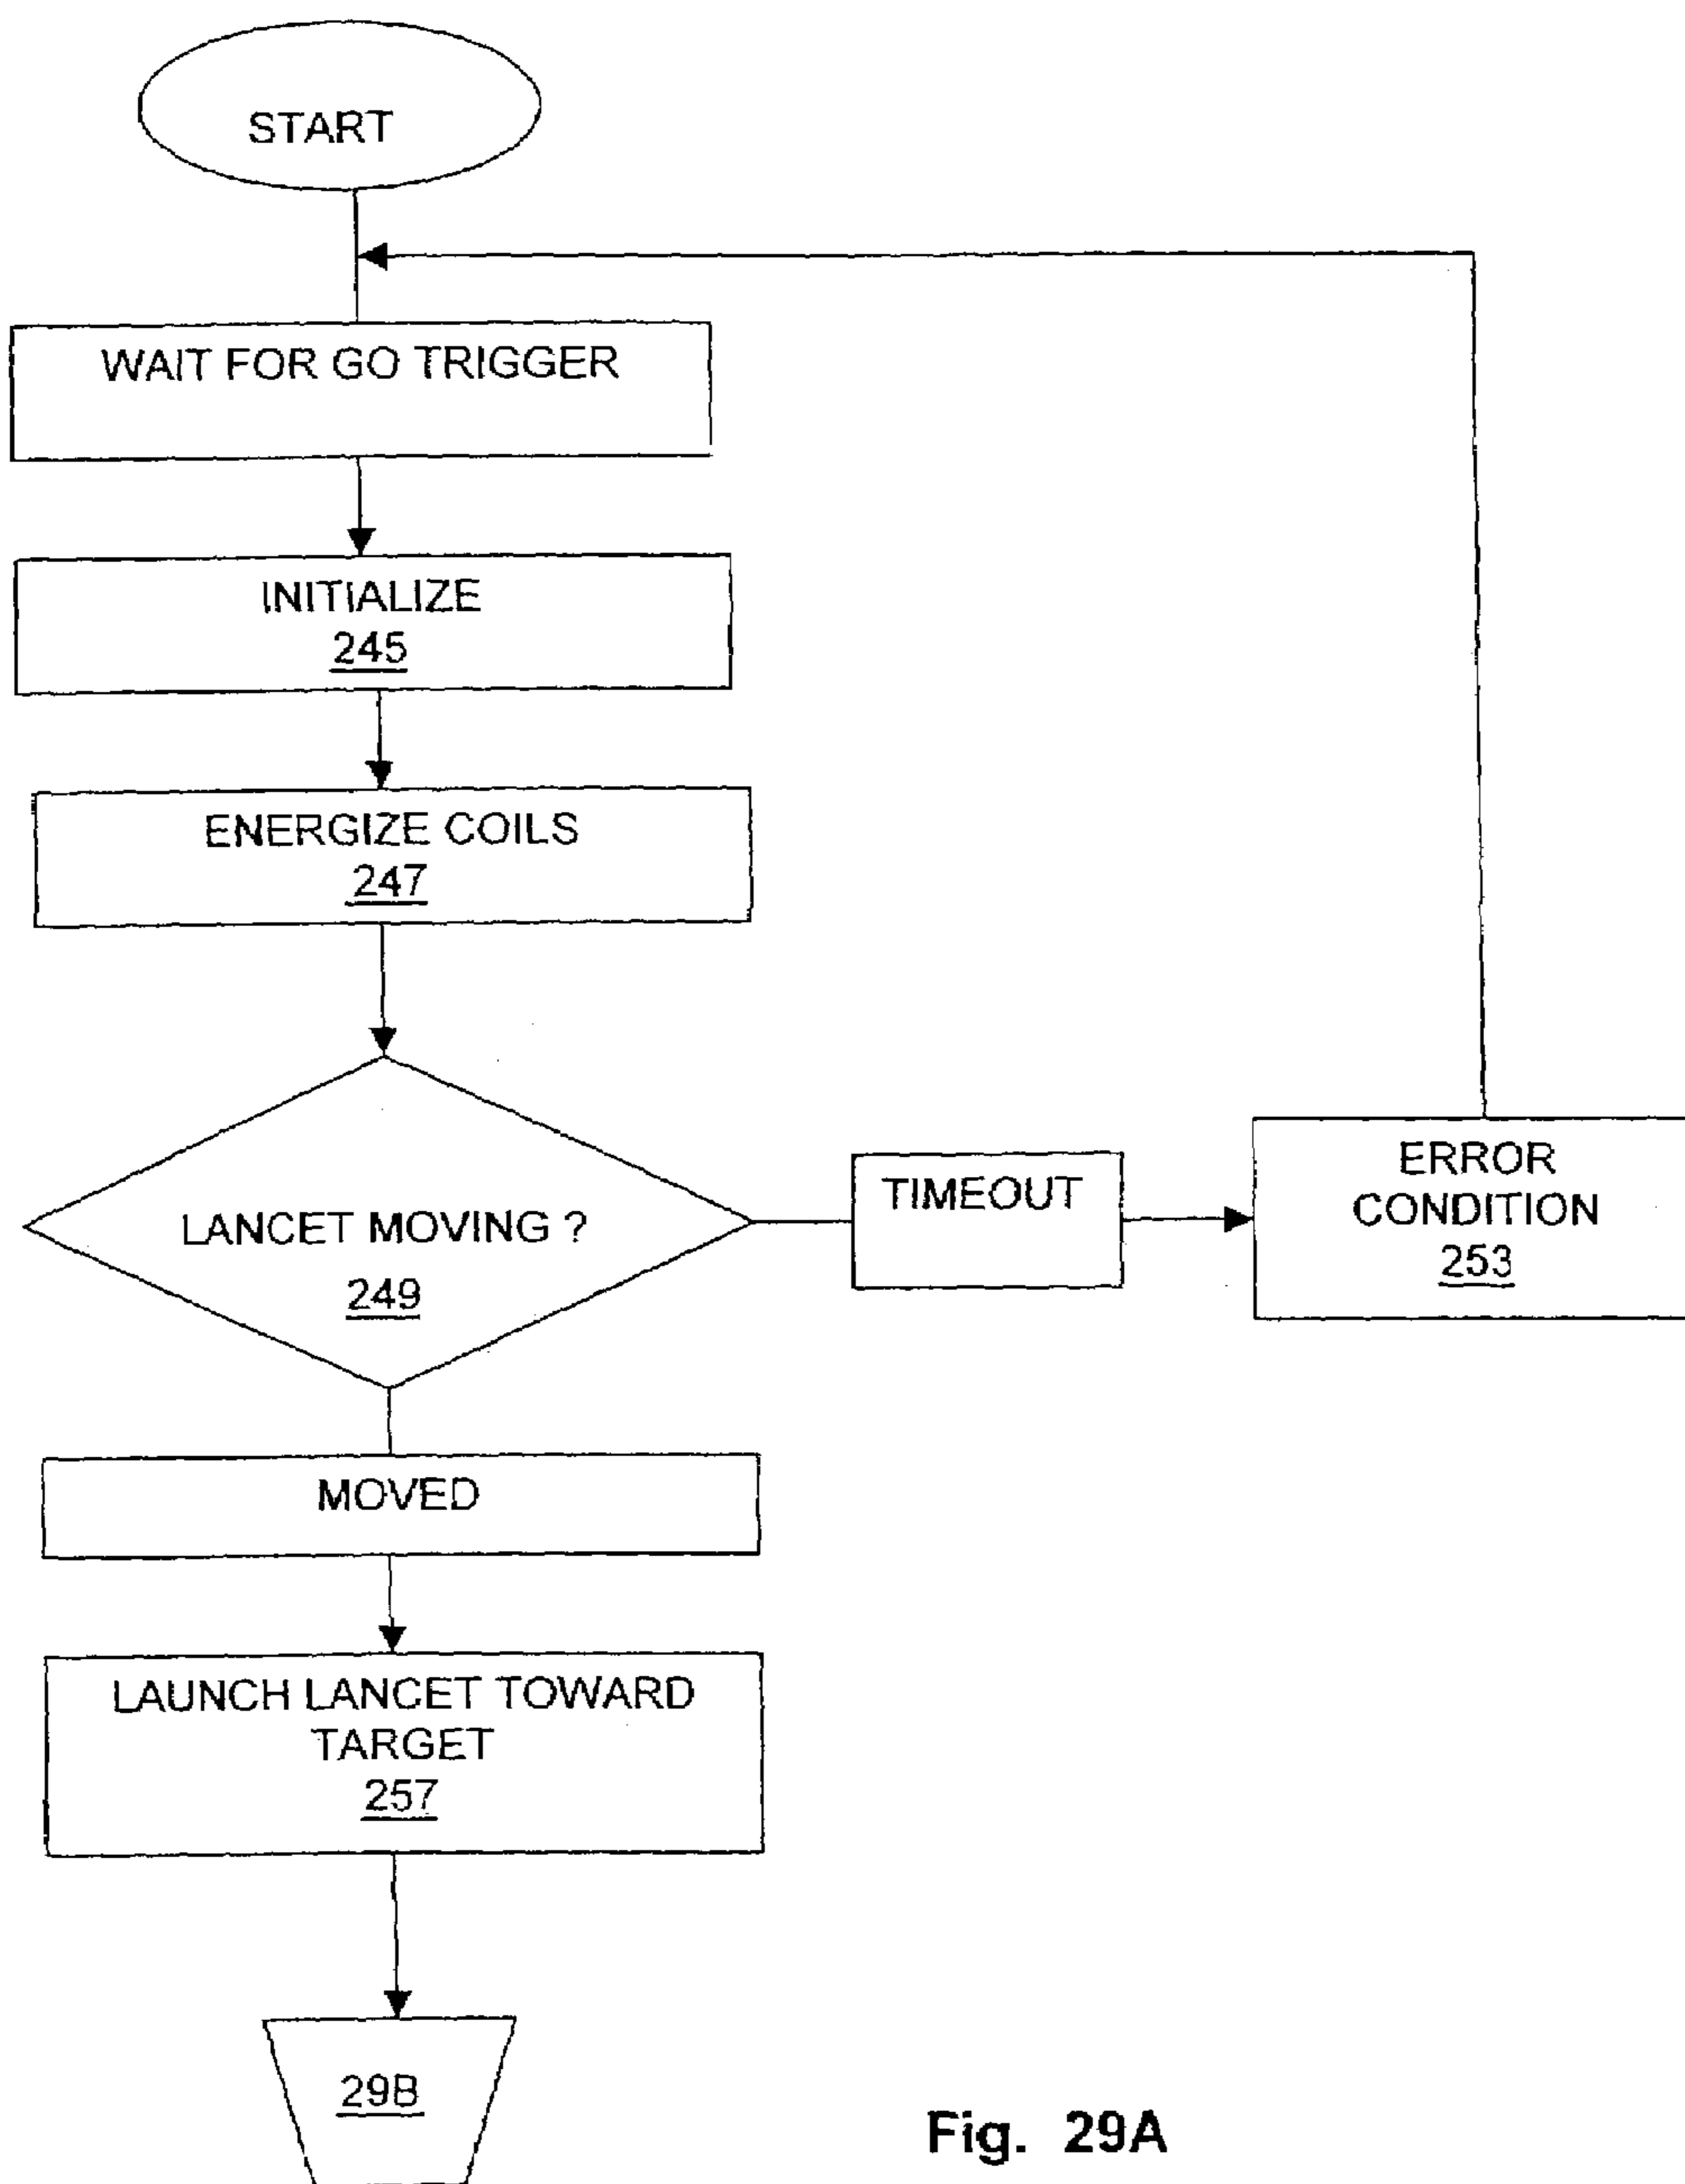 START
WAIT FOR GO TRIGGER
INITIALIZE
245
ENERGIZE COILS
247
LANCET MOVING ?
249
TIMEOUT
ERROR
CONDITION
253
MOVED
LAUNCH LANCET TOWARD
TARGET
257
29B
Fig. 29A